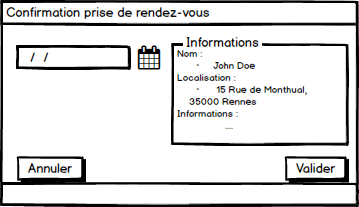 Confirmation prise de rendez-vous
/ /
Informations
Nom :
· John Doe
Localisation :
· 15 Rue de Monthual,
35000 Rennes
Informations :
...
Annuler
Valider